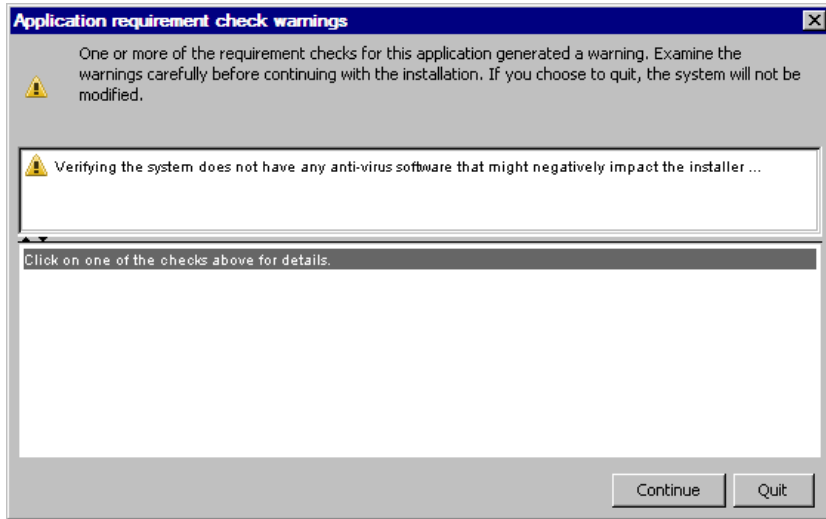 Application requirement check warnings
One or more of the requirement checks for this application generated a warning. Examine the
warnings carefully before continuing with the installation. If you choose to quit, the system will not be
modified.
Verifying the system does not have any anti-virus software that might negatively impact the installer ...
Click on one of the checks above for details.
Continue
Quit